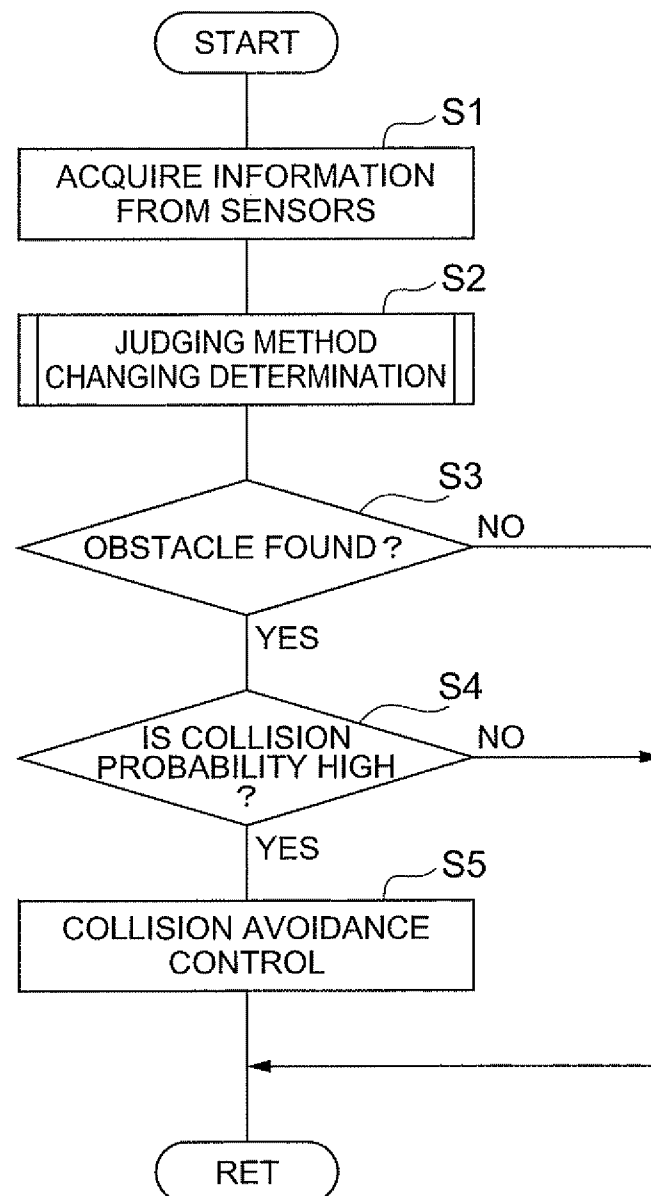 START
S1
ACQUIRE INFORMATION
FROM SENSORS
S2
JUDGING METHOD
CHANGING DETERMINATION
S3
OBSTACLE FOUND ?
NO
YES
S4
IS COLLISION
PROBABILITY HIGH
?
NO
YES
S5
COLLISION AVOIDANCE
CONTROL
RET